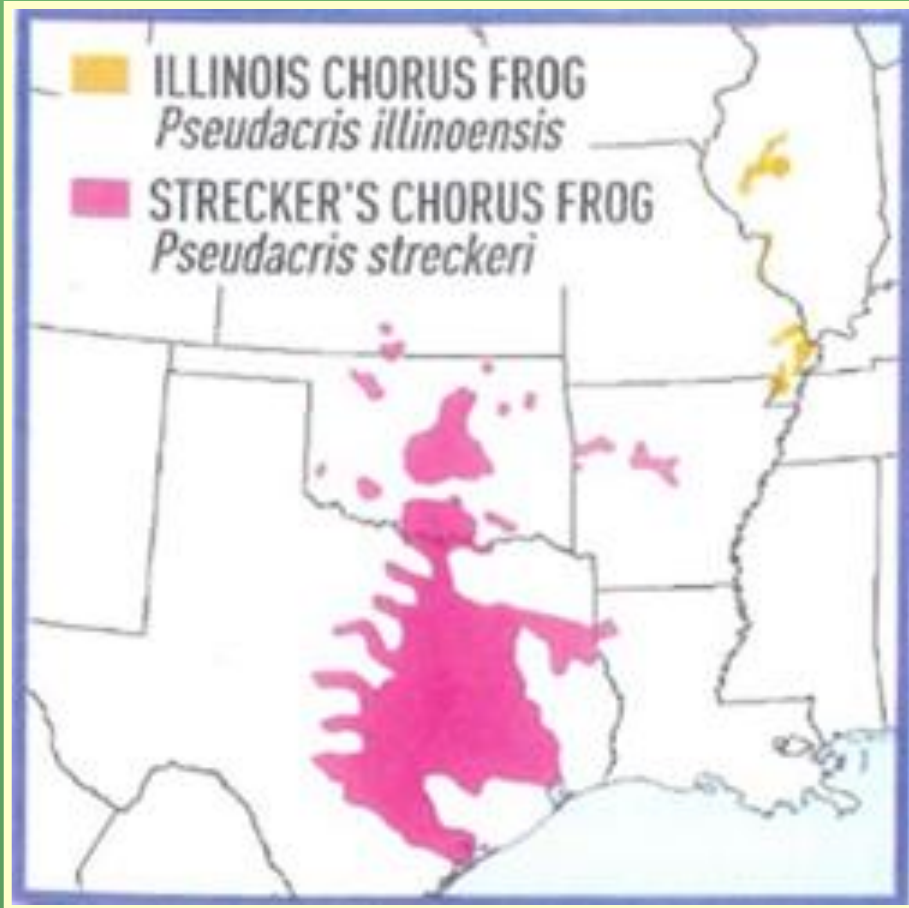 ILLINOIS CHORUS FROG
Pseudacris illinoensis
STRECKER'S CHORUS FROG
Pseudacris streckeri